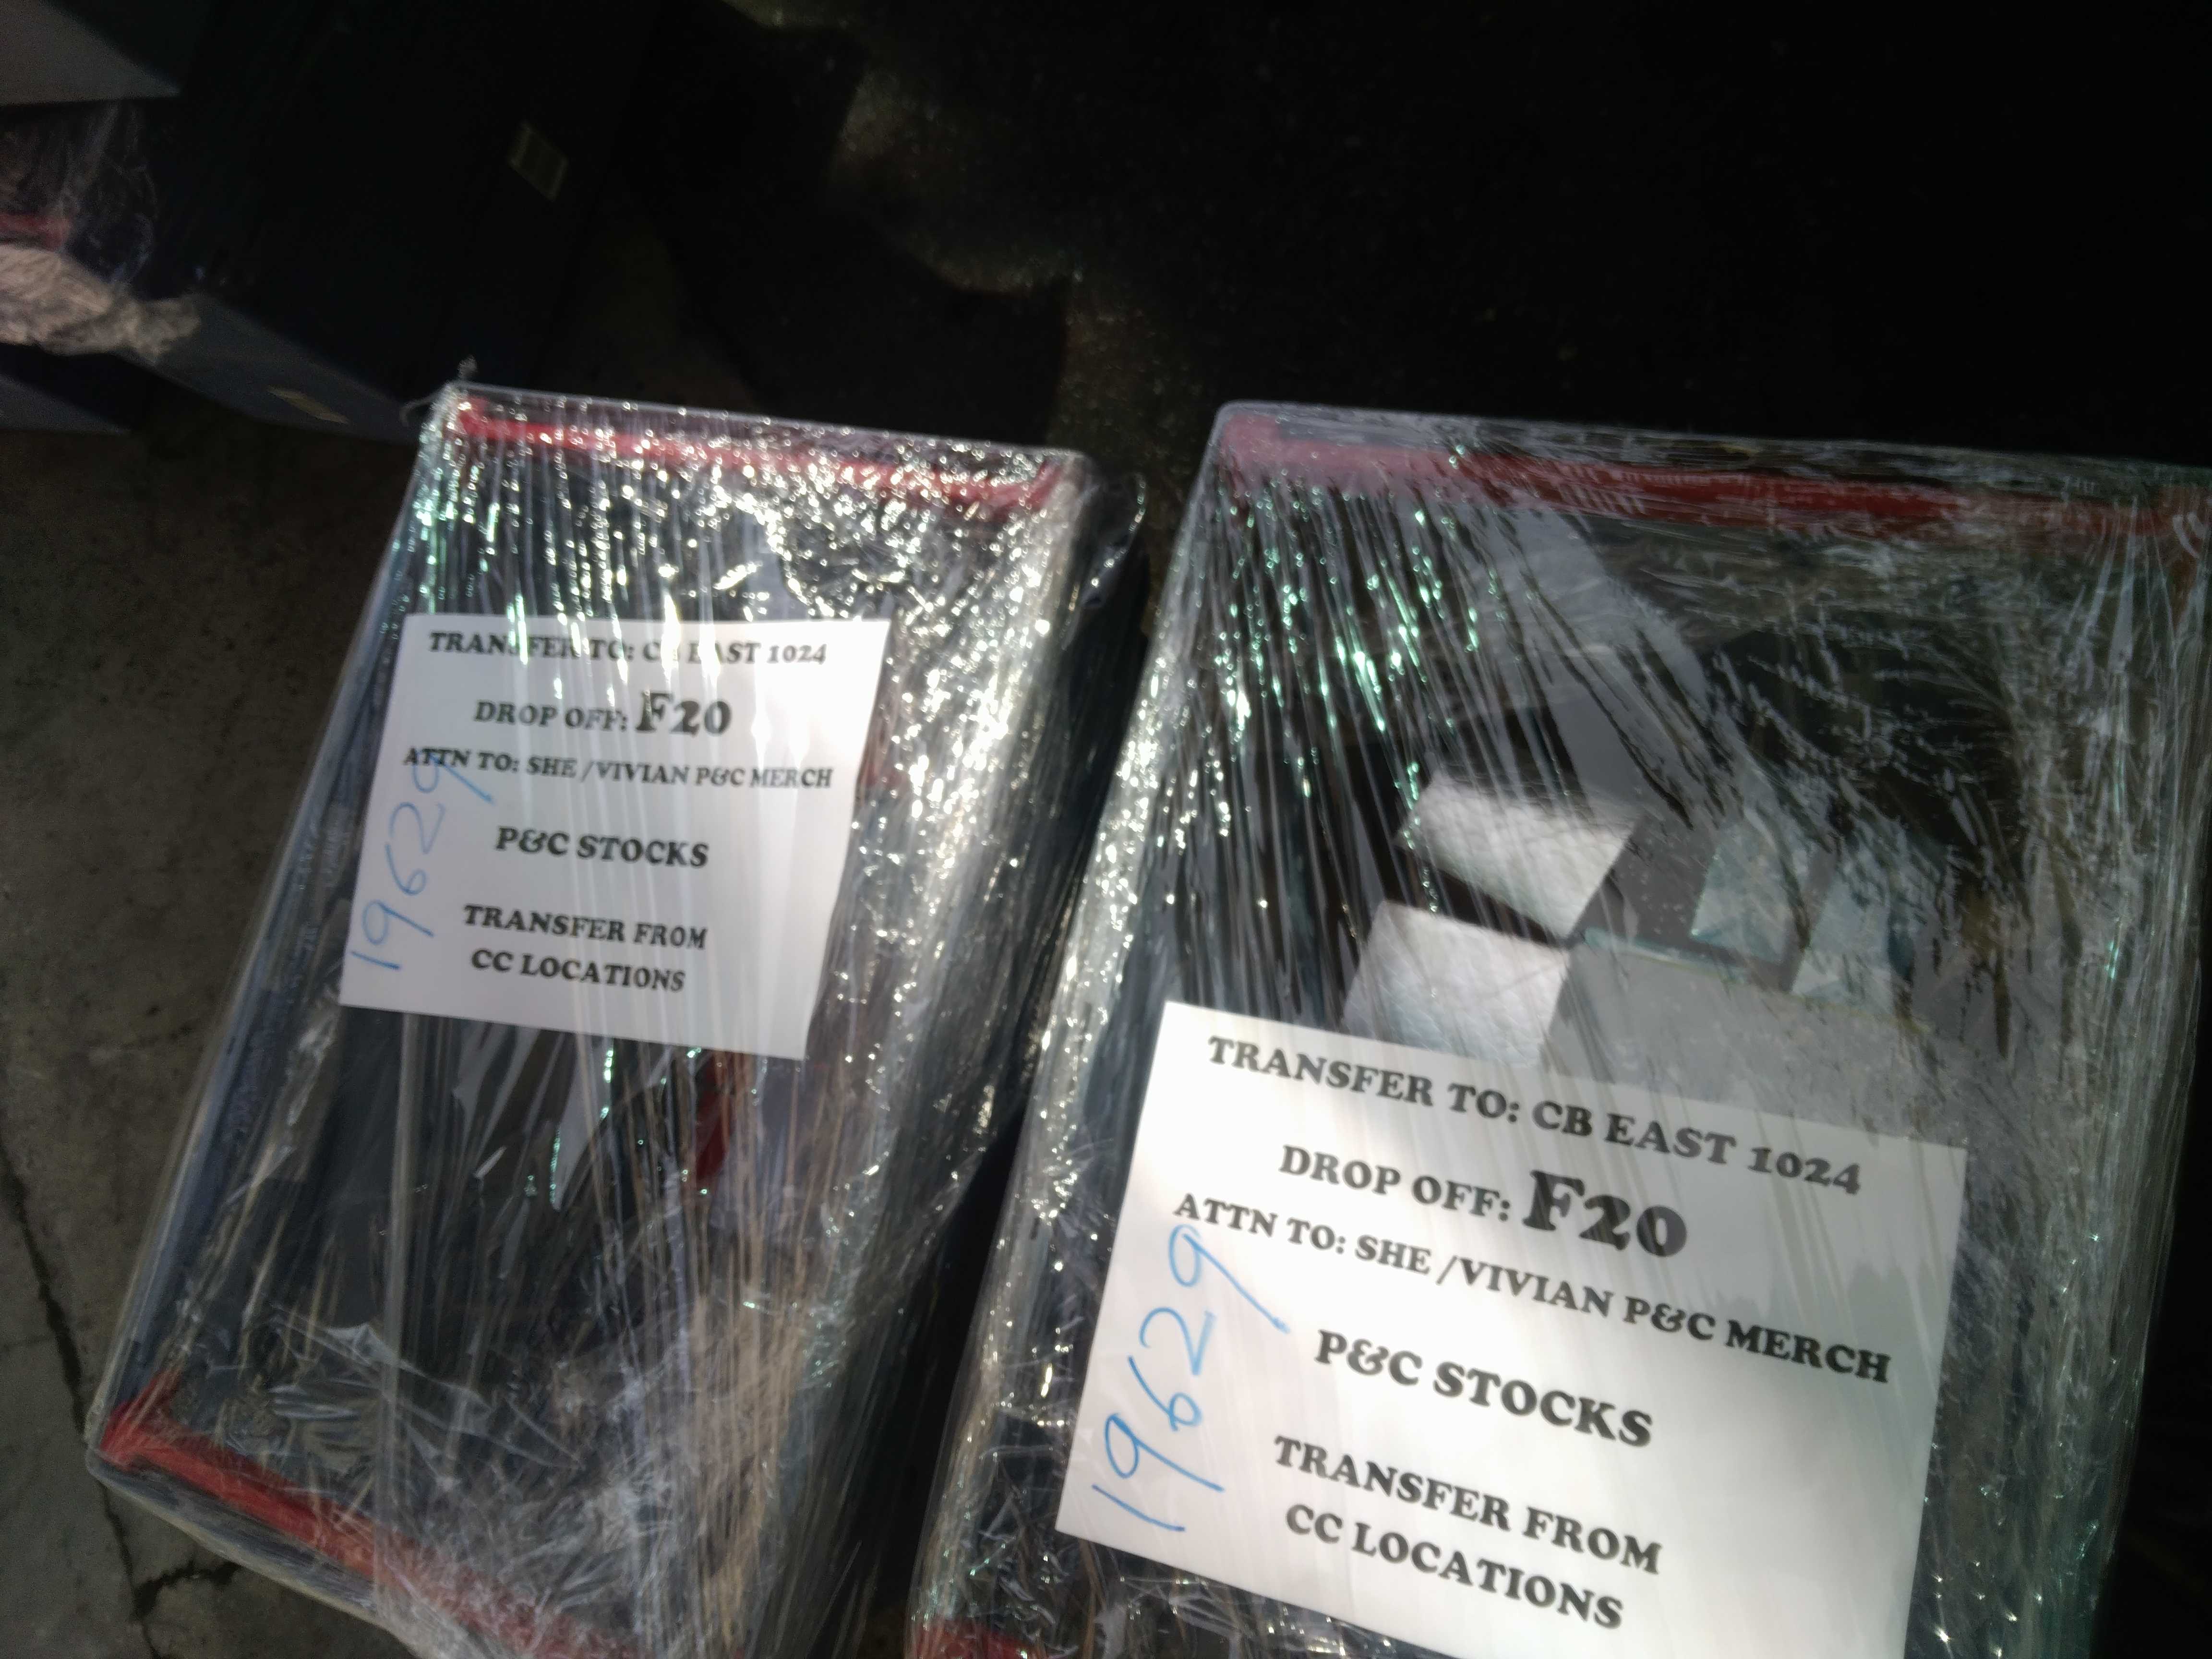 TRANSFER TO: CB EAST 1024
DROP OFF: F20
ATTN TO: SHE /VIVIAN P&C MERCH
P&C STOCKS
TRANSFER FROM
CC LOCATIONS
19629
TRANSFER TO: CB EAST 1024
DROP OFF: F20
ATTN TO: SHE /VIVIAN P&C MERCH
P&C STOCKS
TRANSFER FROM
CC LOCATIONS
19629